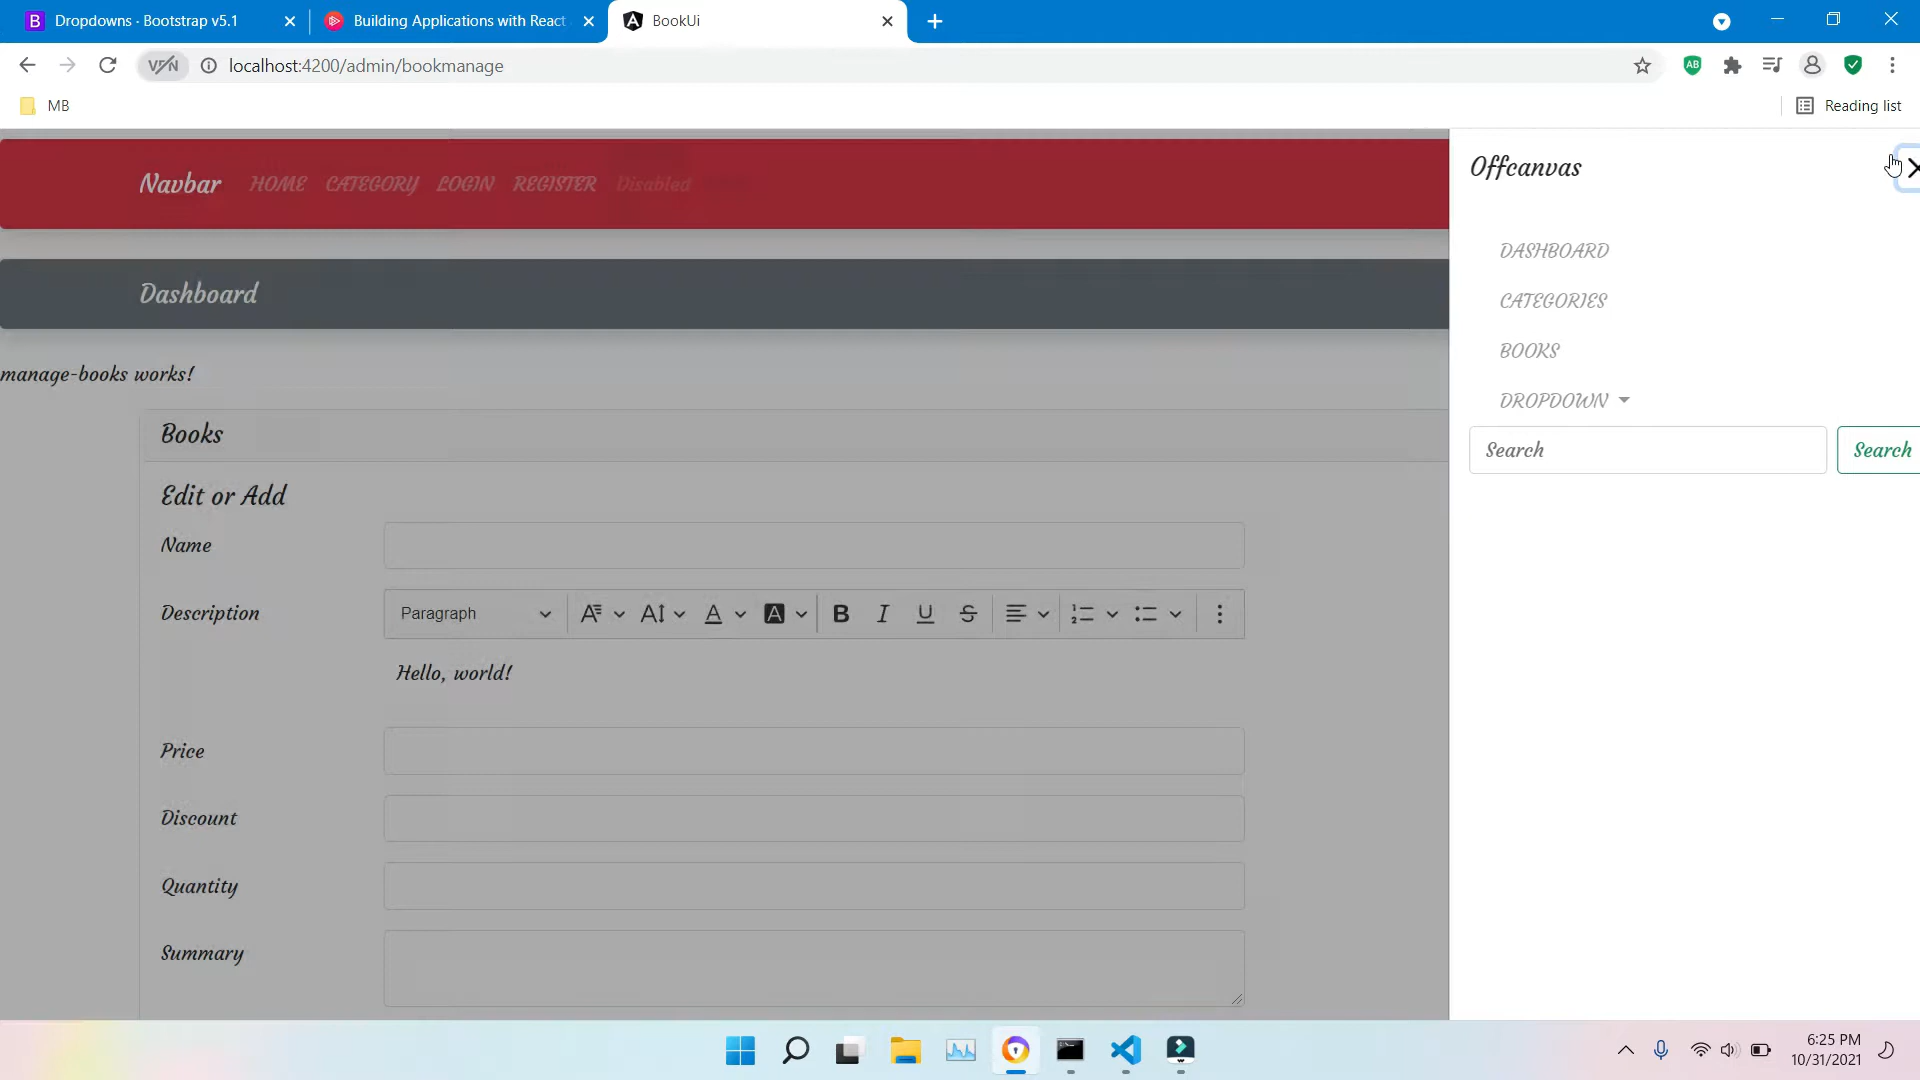 Dropdowns · Bootstrap v5.1
Building Applications with React
BookUi
VPN
localhost:4200/admin/bookmanage
MB
Reading list
Navbar HOME CATEGORY LOGIN REGISTER Disabled
Offcanvas
DASHBOARD
CATEGORIES
BOOKS
DROPDOWN
Search
Search
Dashboard
manage-books works!
Books
Edit or Add
Name
Description
Paragraph
Hello, world!
Price
Discount
Quantity
Summary
6:25 PM
10/31/2021